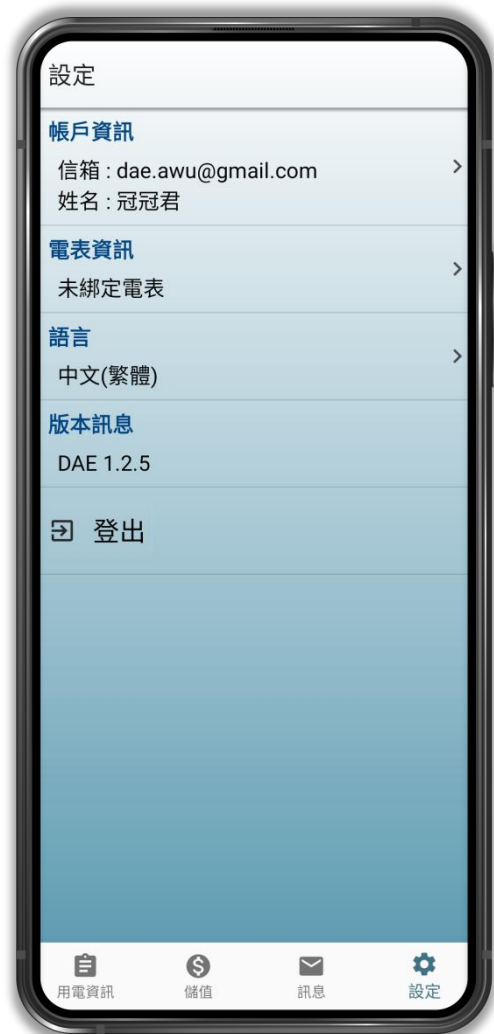 設定
帳戶資訊
信箱 : dae.awu@gmail.com
姓名 : 冠冠君
電表資訊
未綁定電表
語言
中文(繁體)
版本訊息
DAE 1.2.5
登出
用電資訊
儲值
訊息
設定